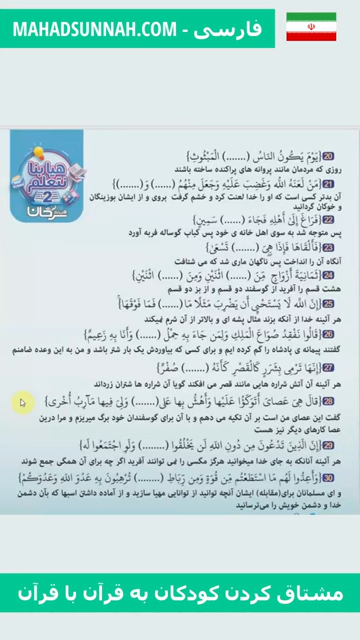 MAHADSUNNAH.COM - فارسی
هيا بنا
نتعلم
2
20 {يَوْمَ يَكُونُ النَّاسُ (........) الْمَبْثُوثِ}
روزی که مردمان مانند پروانه های پراکنده ساخته باشند
21 {مَنْ لَعَنَهُ اللَّه وَغَضِبَ عَلَيْهِ وَجَعَلَ مِنْهُمُ (......) وَ(.......)}
آن بدتر کسی است که او را خدا لعنت کرد و خشم گرفت بروی و از ایشان بوزینگان
و خوکان گردانید
22 {فَرَاغَ إِلَىٰ أَهْلِهِ فَجَاءَ (......) سَمِينٍ}
پس متوجه شد به سوی اهل خانه ی خود پس کباب گوساله فربه آورد
23 {فَأَلْقَاهَا فَإِذَا هِيَ (......) تَسْعَىٰ}
آنگاه آن را انداخت پس ناگهان ماری شد که می شتافت
24 {ثَمَانِيَةَ أَزْوَاجٍ مِّنَ (......) اثْنَيْنِ وَمِنَ (......) اثْنَيْنِ}
هشت قسم را آفرید از گوسفند دو قسم و از بز دو قسم
25 {إِنَّ اللَّهَ لَا يَسْتَحْيِي أَن يَضْرِبَ مَثَلًا مَا (......) فَمَا فَوْقَهَا}
هر آئینه خدا از آنکه بزند مثال پشه ای و بالاتر از آن شرم نمیکند
26 {قَالُوا نَفْقِدُ صُوَاعَ الْمَلِكِ وَلِمَن جَاءَ بِهِ حِمْلُ (......) وَأَنَا بِهِ زَعِيمٌ}
گفتند پیمانه ی پادشاه را گم کرده ایم و برای کسی که بیاوردش یک بار شتر باشد و من به این وعده ضامنم
27 {إِنَّهَا تَرْمِي بِشَرَرٍ كَالْقَصْرِ كَأَنَّهُ (......) صُفْرٌ}
هر آئینه آن آتش شراره هایی مانند قصر می افکند گویا آن شراره ها شتران زردند
28 {قَالَ هِيَ عَصَايَ أَتَوَكَّؤُا عَلَيْهَا وَأَهُشُّ بِهَا عَلَى(........) وَلِيَ فِيهَا مَآرِبُ أُخْرَى}
گفت این عصای من است بر آن تکیه می دهم و با آن برای گوسفندان خود برگ میریزم و مرا درین
عصا کارهای دیگر نیز هست
29 {إِنَّ الَّذِينَ تَدْعُونَ مِن دُونِ اللَّهِ لَن يَخْلُقُوا (........) وَلَوِ اجْتَمَعُوا لَه}
هر آئینه آنانکه به جای خدا میخوانید هرگز مگسی را نمی توانند آفرید اگر چه برای آن همگی جمع شوند
30 {وَأَعِدُّوا لَهُم مَا اسْتَطَعْتُم مِّن قُوَّةٍ وَمِن رِبَاطِ (........) تُرْهِبُونَ بِهِ عَدُوَّ اللَّهِ وَعَدُوَّكُمْ}
و ای مسلمانان برای(مقابله) ایشان آنچه توانید از توانایی مهیا سازید و از آماده داشتن اسبها که بآن دشمن
خدا و دشمن خویش را می‌ترسانید
مشتاق کردن کودکان به قرآن با قرآن